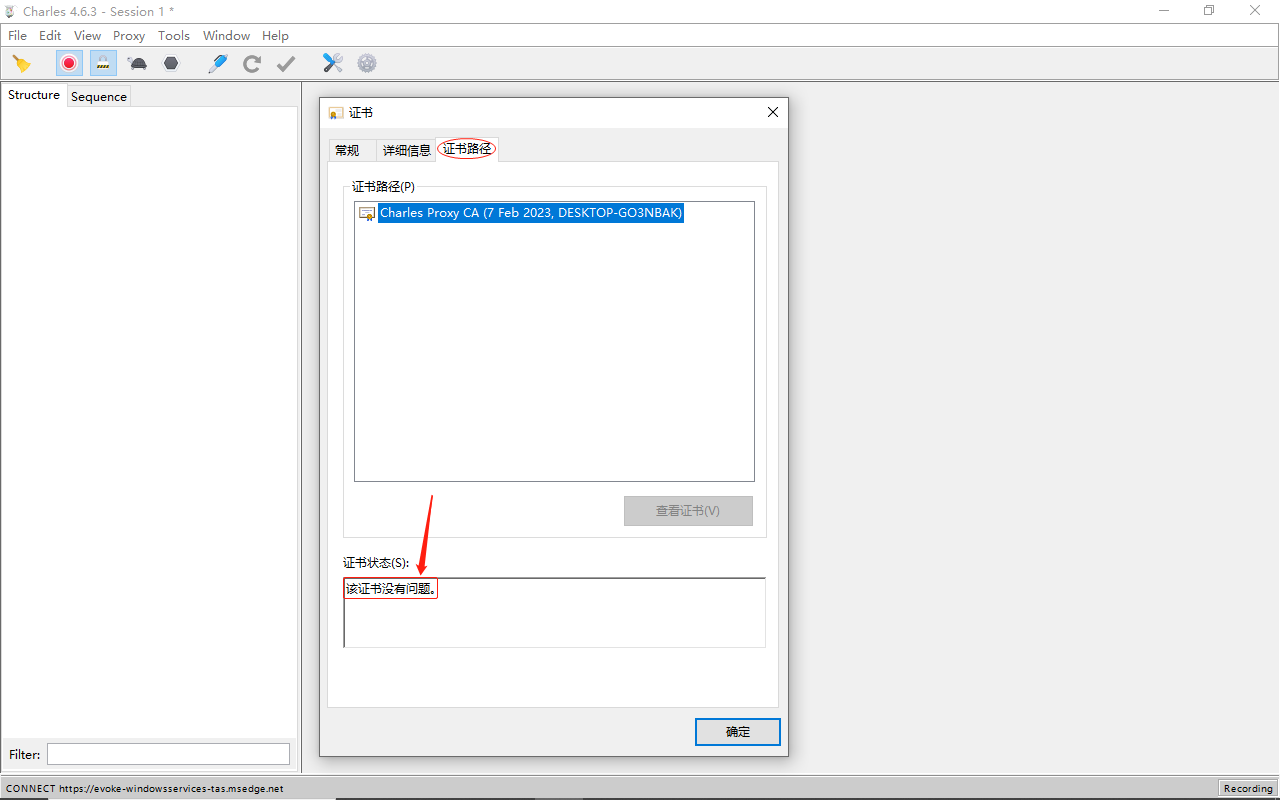 Charles 4.6.3 - Session 1 *
File Edit View Proxy Tools Window Help
Structure Sequence
证书
常规 详细信息 证书路径
证书路径(P)
Charles Proxy CA (7 Feb 2023, DESKTOP-GO3NBAK)
查看证书(V)
证书状态(S):
该证书没有问题。
确定
Filter:
CONNECT https://evoke-windowsservices-tas.msedge.net
Recording